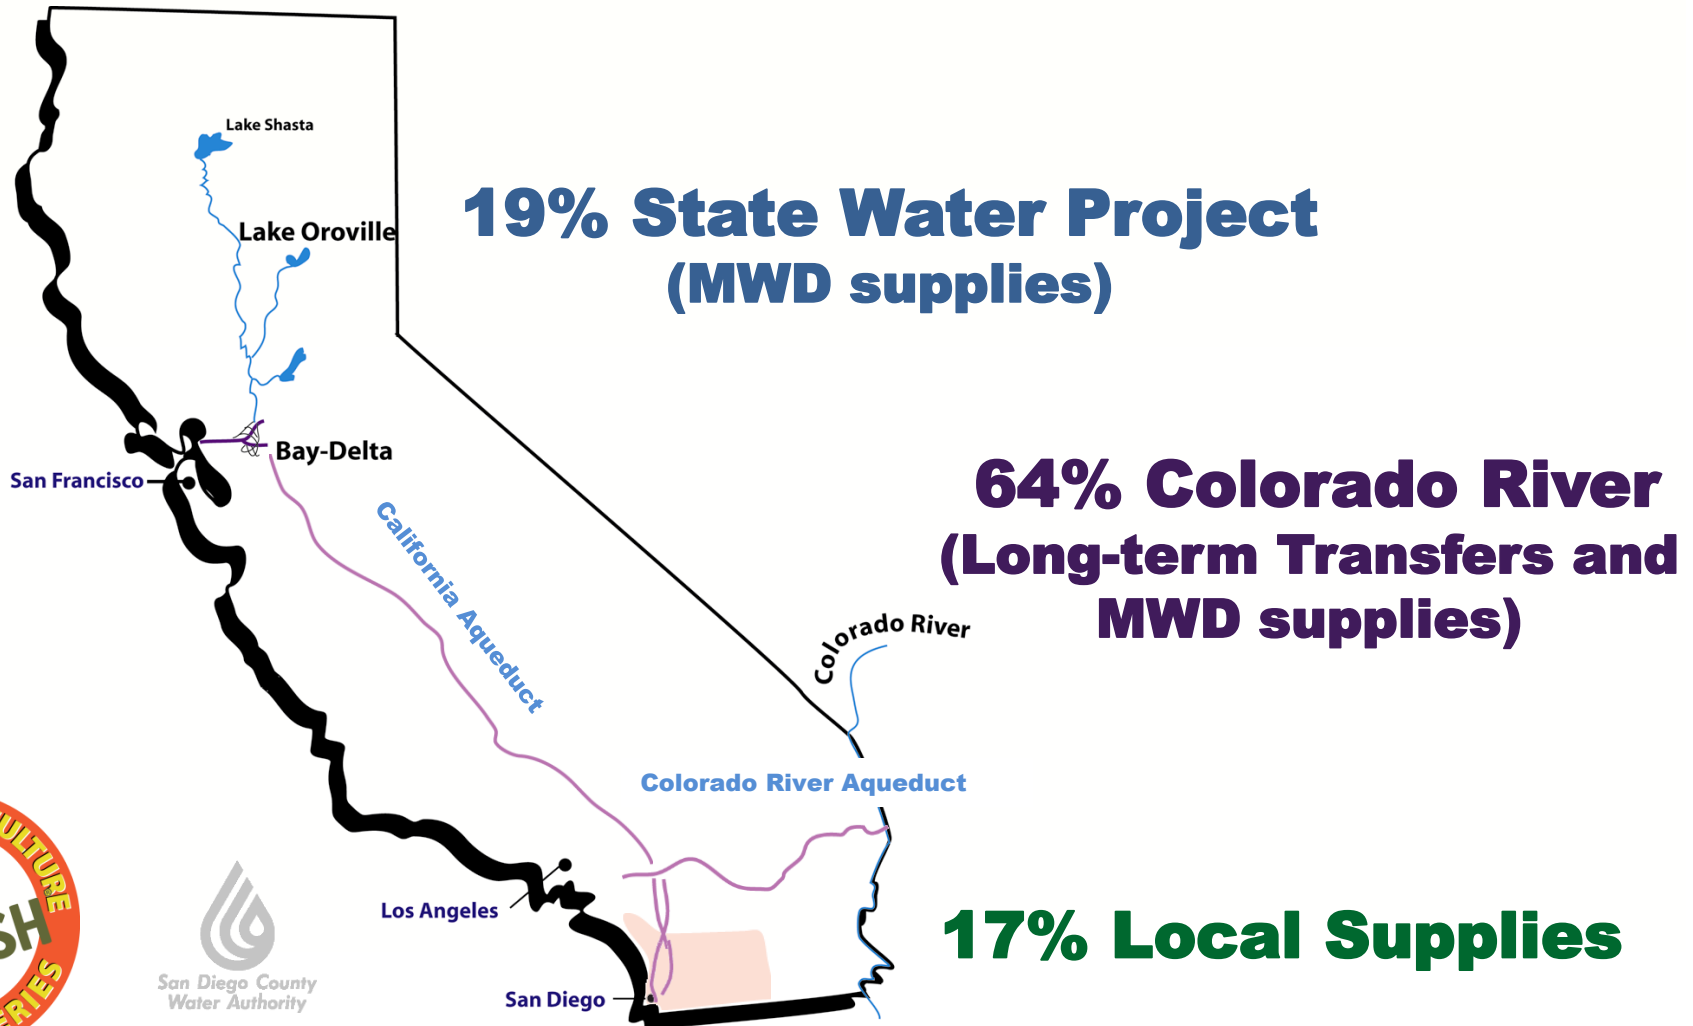 Lake Shasta
Lake Oroville
19% State Water Project
(MWD supplies)
Bay-Delta
San Francisco
California Aqueduct
64% Colorado River
(Long-term Transfers and
MWD supplies)
Colorado River
Colorado River Aqueduct
Los Angeles
17% Local Supplies
San Diego County
Water Authority
San Diego